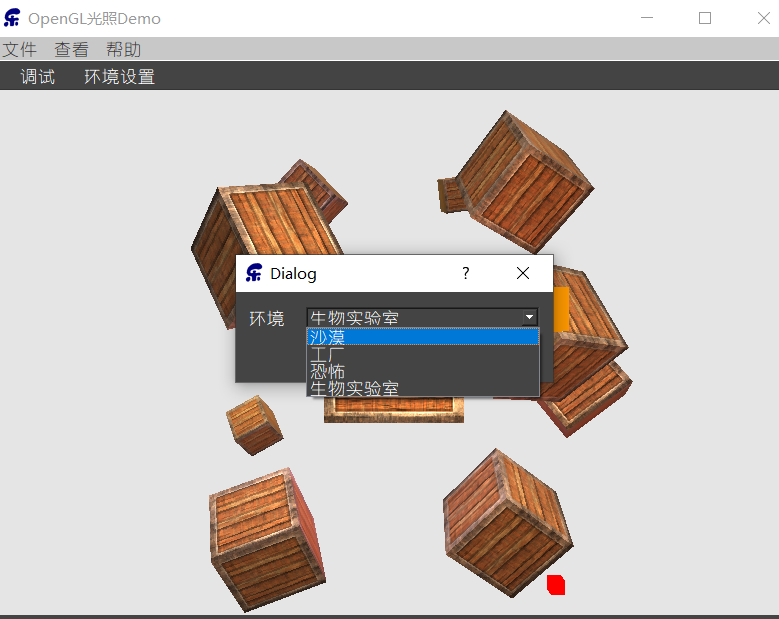 OpenGL光照Demo
文件 查看 帮助
调试 环境设置
Dialog ?
环境 生物实验室
沙漠
工厂
恐怖
生物实验室